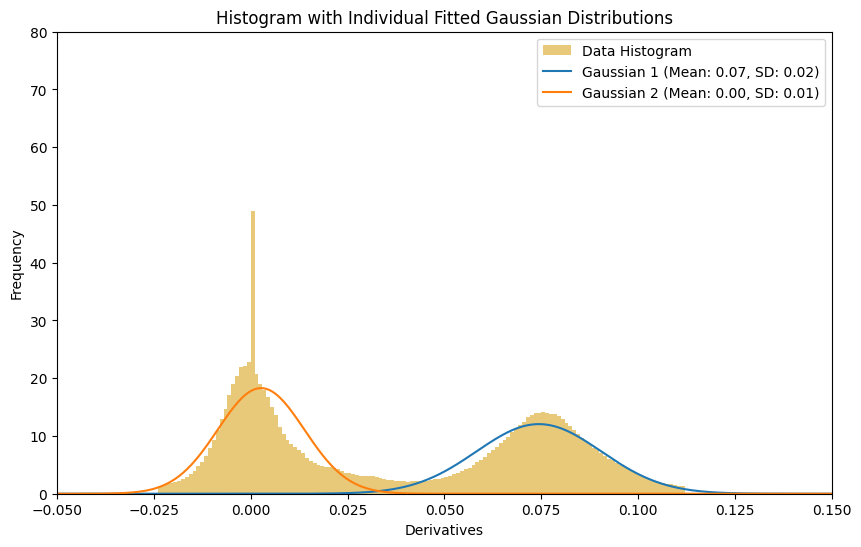 Histogram with Individual Fitted Gaussian Distributions
Data Histogram
Gaussian 1 (Mean: 0.07, SD: 0.02)
Gaussian 2 (Mean: 0.00, SD: 0.01)
Frequency
80
70
60
50
40
30
20
10
0
−0.050 −0.025 0.000 0.025 0.050 0.075 0.100 0.125 0.150
Derivatives